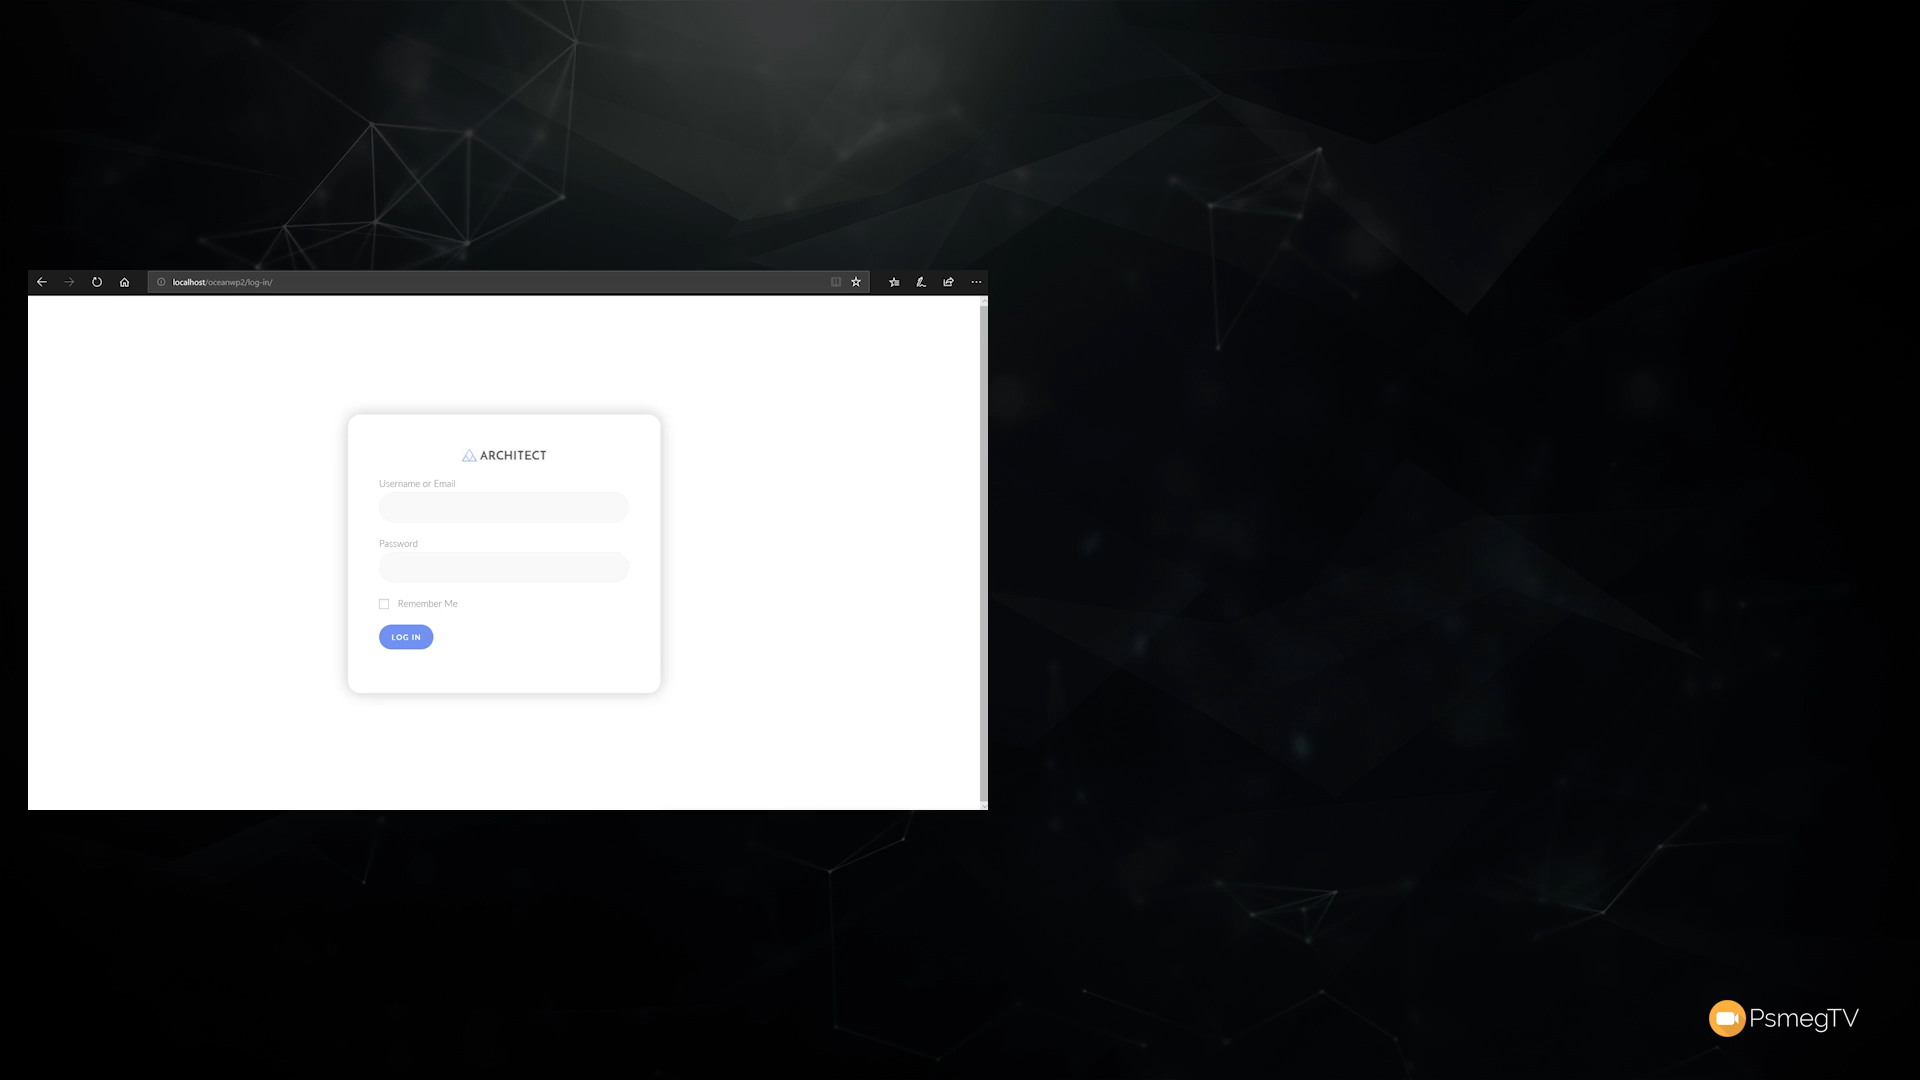 localhost/oceanwp2/log-in/
ARCHITECT
Username or Email
Password
Remember Me
LOG IN
PsmegTV